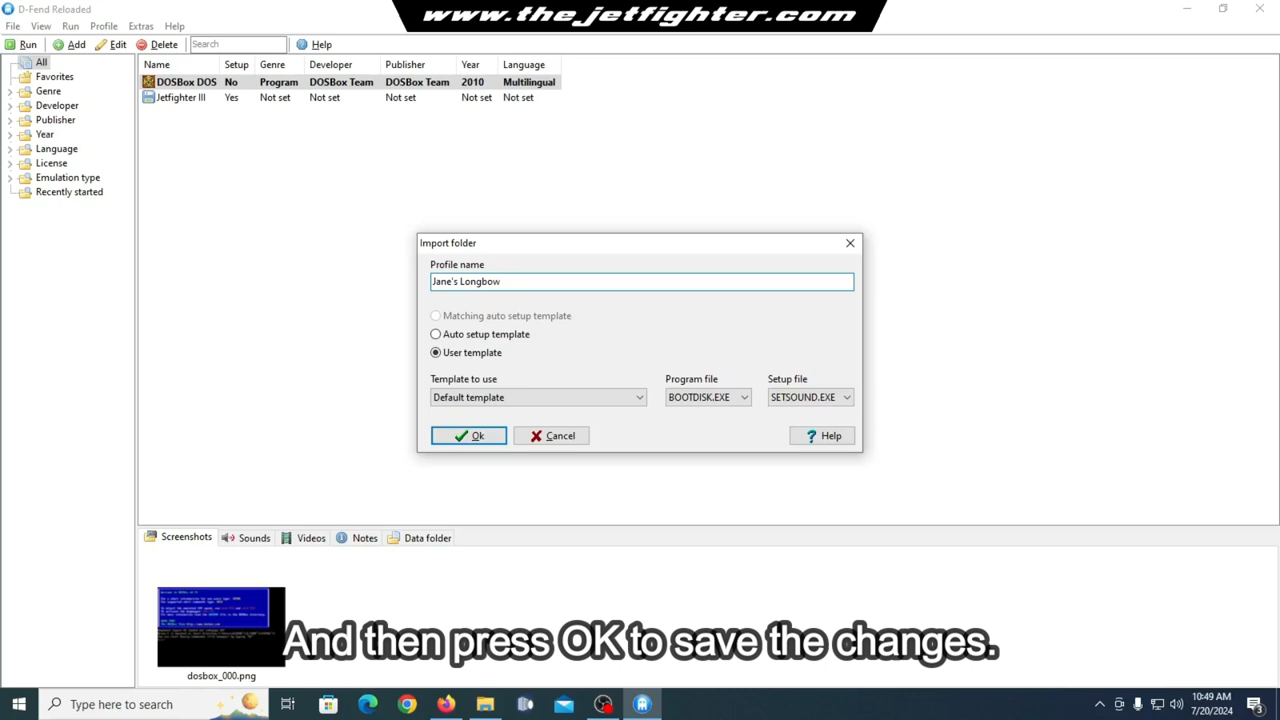 D-Fend Reloaded
www.thejetfighter.com
File View Run Profile Extras Help
Run Add Edit Delete Search Help
All
Favorites
Genre
Developer
Publisher
Year
Language
License
Emulation type
Recently started
Name Setup Genre Developer Publisher Year Language
DOSBox DOS No Program DOSBox Team DOSBox Team 2010 Multilingual
Jetfighter III Yes Not set Not set Not set Not set Not set
Import folder
Profile name
Jane's Longbow
Matching auto setup template
Auto setup template
User template
Template to use Program file Setup file
Default template BOOTDISK.EXE SETSOUND.EXE
Ok Cancel Help
Screenshots Sounds Videos Notes Data folder
And then press OK to save the changes.
dosbox_000.png
Type here to search
10:49 AM
7/20/2024